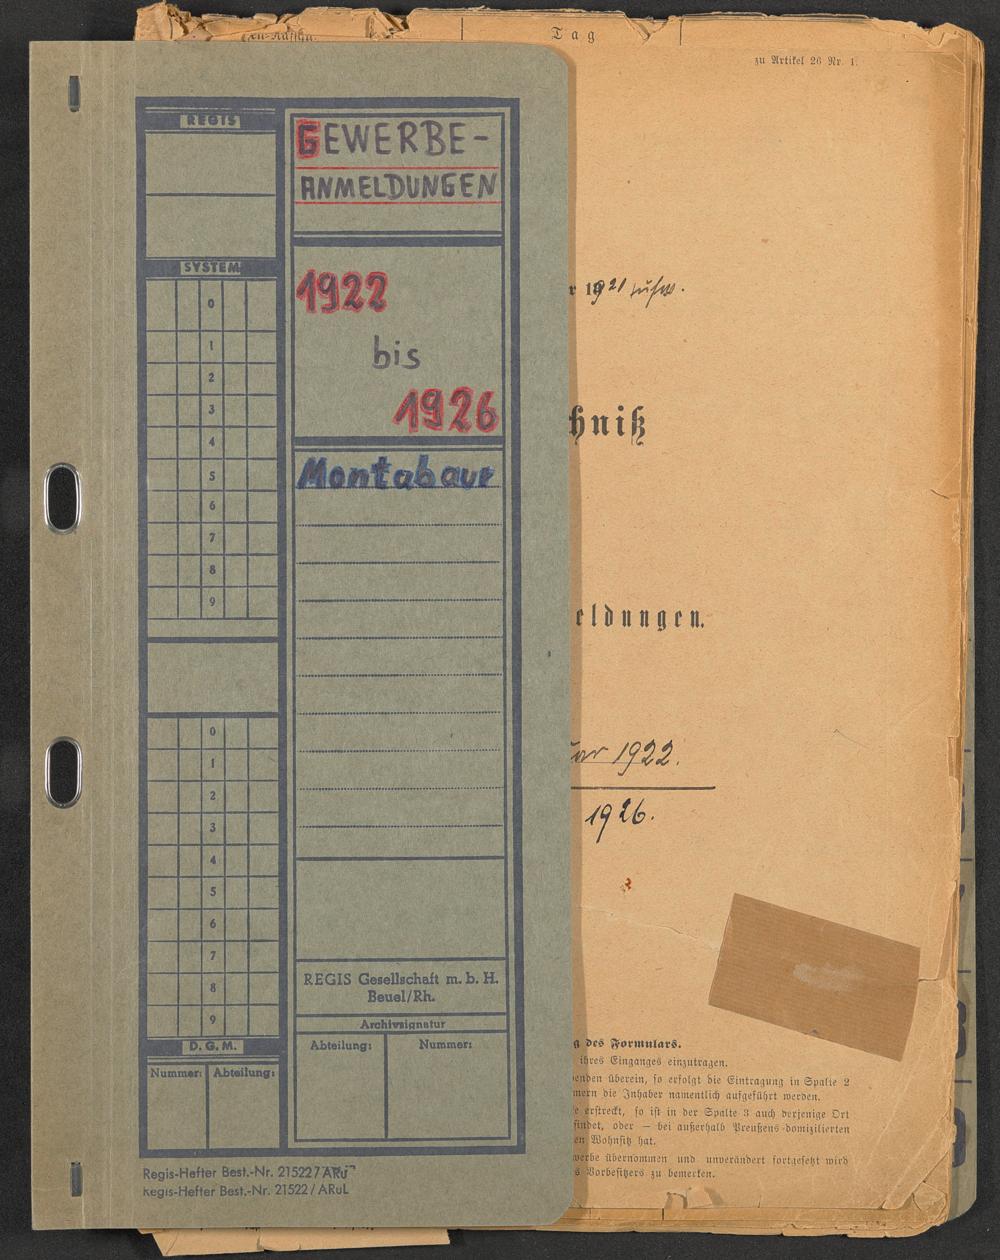 Tag
zu Artikel 26 Nr. 1.
REGIS
GEWERBE-
ANMELDUNGEN
SYSTEM
1922
bis
1926
Montabaur
0
1
2
3
4
5
6
7
8
9
0
1
2
3
4
5
6
7
8
9
REGIS Gesellschaft m. b. H.
Beuel/Rh.
Archivsignatur
Abteilung:
Nummer:
D. G. M.
Nummer:
Abteilung:
Regis-Hefter Best.-Nr. 21522/ARu
Regis-Hefter Best.-Nr. 21522/ARuL
r 1921
hniß
eldungen.
uar 1922.
1926.
g des Formulars.
ihres Einganges einzutragen.
enden überein, so erfolgt die Eintragung in Spalte 2
mern die Inhaber namentlich aufgeführt werden.
e erstreckt, so ist in der Spalte 3 auch derjenige Ort
findet, oder — bei außerhalb Preußens domizilierten
en Wohnsitz hat.
werbe übernommen und unverändert fortgesetzt wird
s Vorbesitzers zu bemerken.